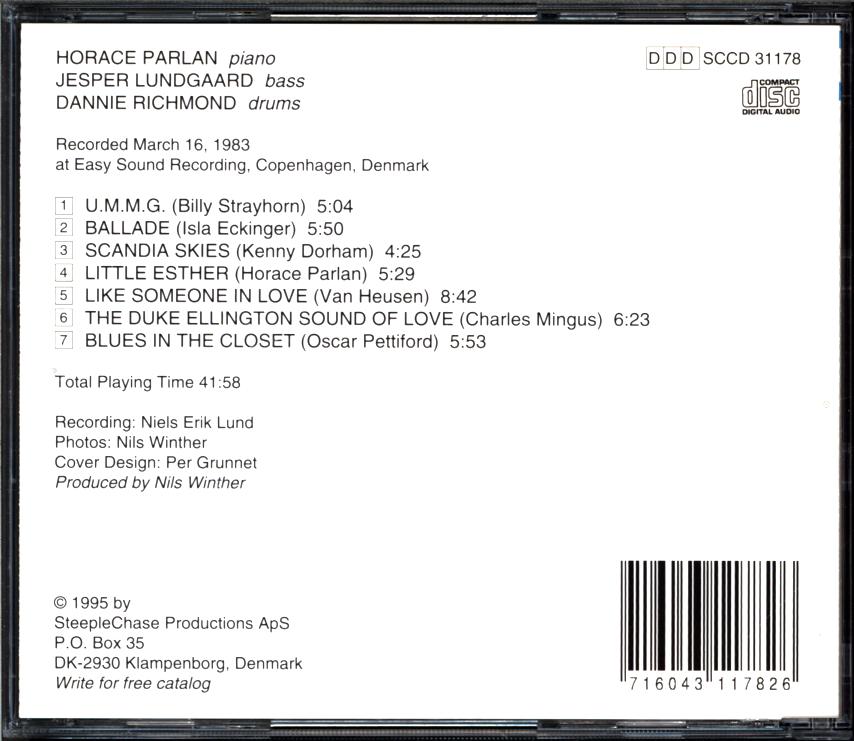 HORACE PARLAN piano
JESPER LUNDGAARD bass
DANNIE RICHMOND drums
DDD SCCD 31178
COMPACT
disc
DIGITAL AUDIO
Recorded March 16, 1983
at Easy Sound Recording, Copenhagen, Denmark
1 U.M.M.G. (Billy Strayhorn) 5:04
2 BALLADE (Isla Eckinger) 5:50
3 SCANDIA SKIES (Kenny Dorham) 4:25
4 LITTLE ESTHER (Horace Parlan) 5:29
5 LIKE SOMEONE IN LOVE (Van Heusen) 8:42
6 THE DUKE ELLINGTON SOUND OF LOVE (Charles Mingus) 6:23
7 BLUES IN THE CLOSET (Oscar Pettiford) 5:53
Total Playing Time 41:58
Recording: Niels Erik Lund
Photos: Nils Winther
Cover Design: Per Grunnet
Produced by Nils Winther
© 1995 by
SteepleChase Productions ApS
P.O. Box 35
DK-2930 Klampenborg, Denmark
Write for free catalog
716043 117826